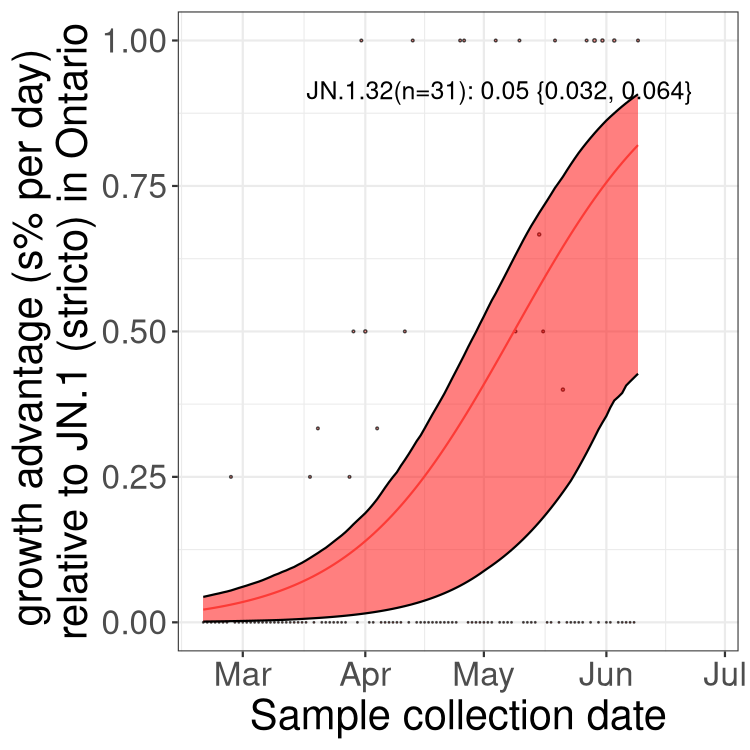 growth advantage (s% per day)
relative to JN.1 (stricto) in Ontario
1.00
0.75
0.50
0.25
0.00
JN.1.32(n=31): 0.05 {0.032, 0.064}
Mar Apr May Jun Jul
Sample collection date